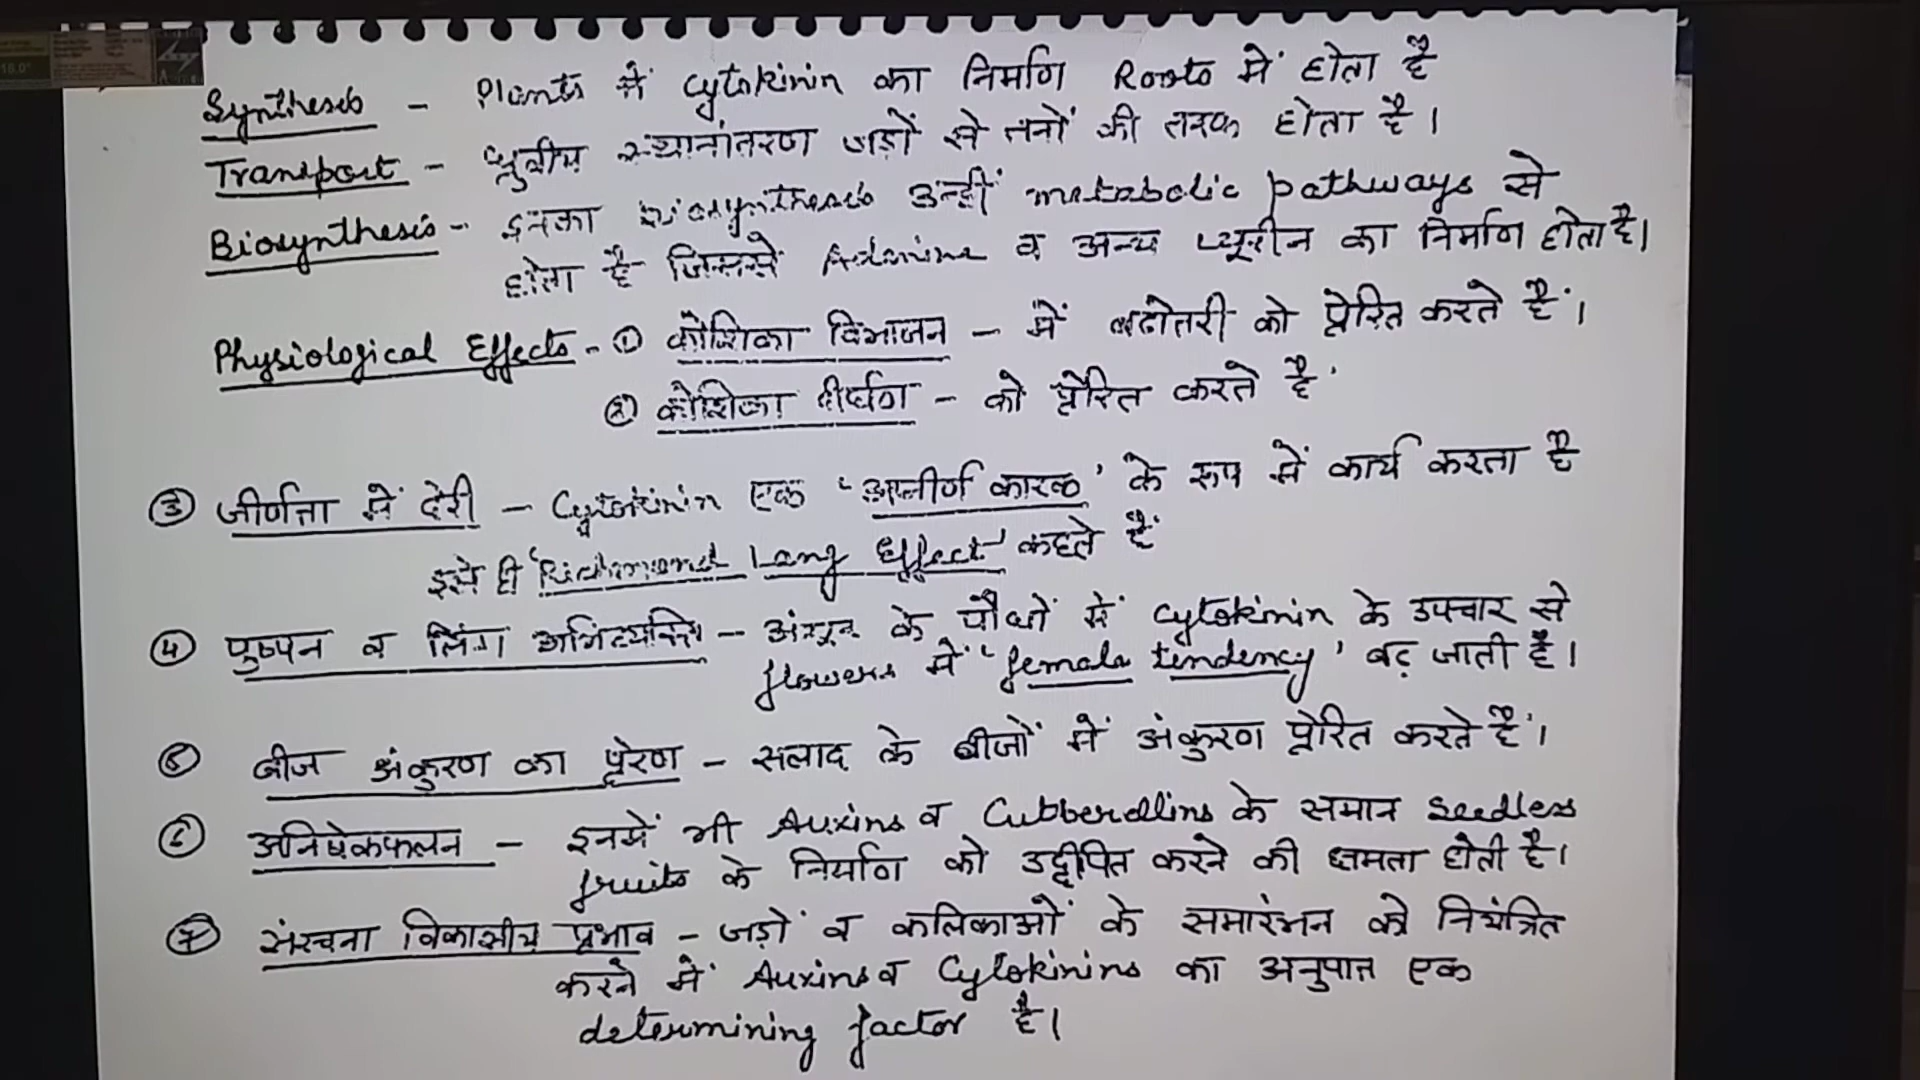 Synthesis - Plants में Cytokinin का निर्माण Roots में होता है
Transport - ध्रुवीय स्थानांतरण जड़ों से तनों की तरफ होता है।
Biosynthesis - इनका Biosynthesis उन्हीं metabolic pathways से
होता है जिनसे Adenine व अन्य प्यूरीन का निर्माण होता है।
Physiological Effects - ① कोशिका विभाजन - में बढोतरी को प्रेरित करते हैं।
② कोशिका दीर्घण - को प्रेरित करते हैं
③ जीर्णता में देरी - Cytokinin एक 'अजीर्ण कारक' के रूप में कार्य करता है
इसे ही 'Richmond Lang Effect' कहते हैं
④ पुष्पन व लिंग अभिव्यक्ति - अंगूर के पौधों में Cytokinin के उपचार से
flowers में 'female tendency' बढ़ जाती है।
⑤ बीज अंकुरण का प्रेरण - सलाद के बीजों में अंकुरण प्रेरित करते हैं।
⑥ अनिषेकफलन - इनमें भी Auxins व Gibberellins के समान seedless
fruits के निर्माण को उद्दीपित करने की क्षमता होती है।
⑦ संरचना विकासीय प्रभाव - जड़ों व कलिकाओं के समारंभन को नियंत्रित
करने में Auxins व Cytokinins का अनुपात एक
determining factor है।